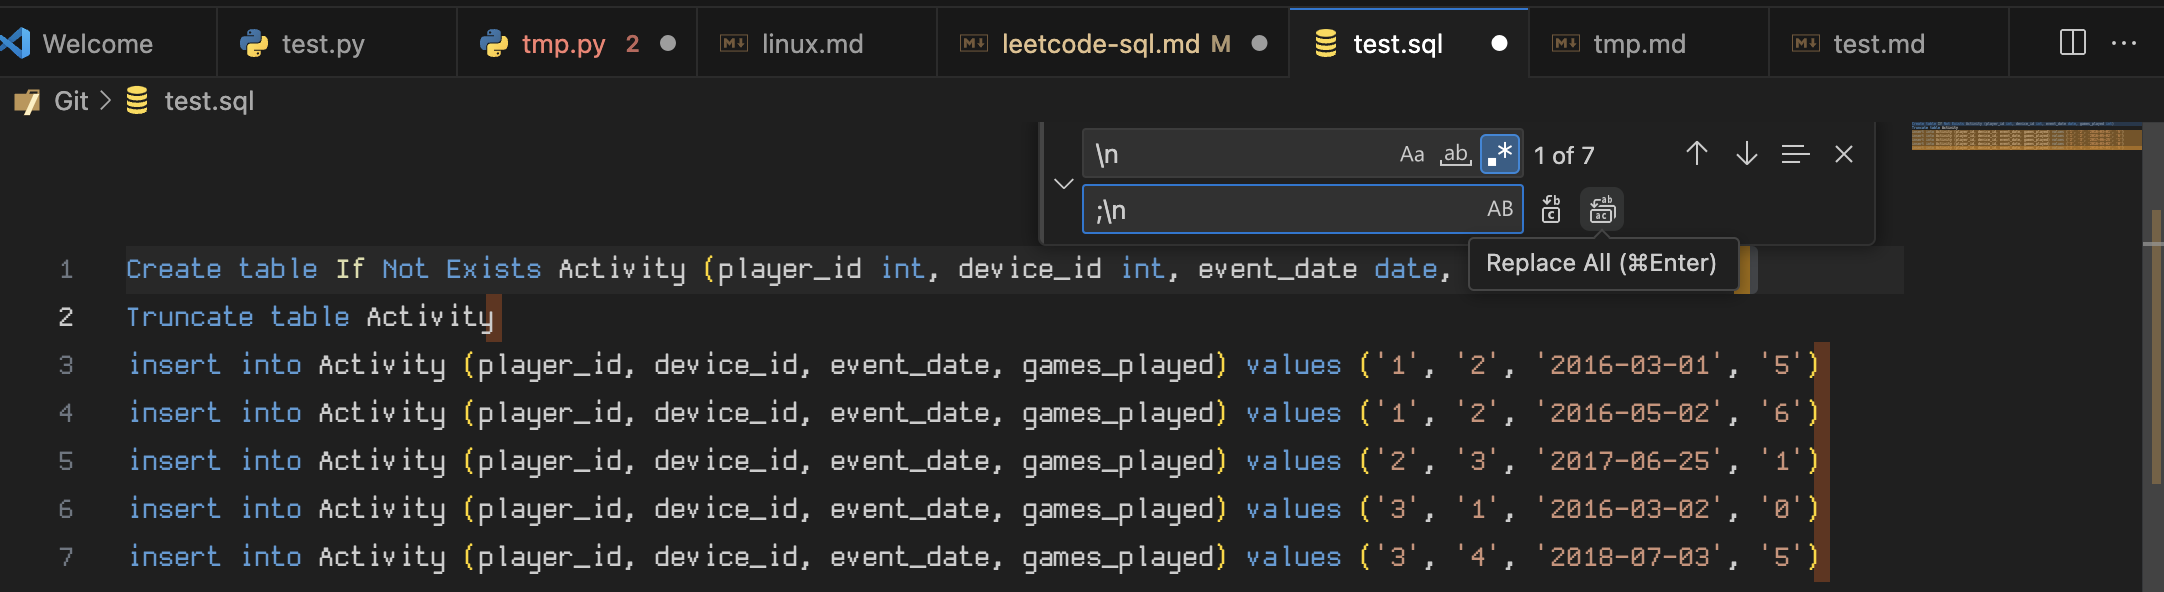 Welcome test.py tmp.py 2 linux.md leetcode-sql.md M test.sql tmp.md test.md ...
Git > test.sql
\n Aa ab .* 1 of 7
;\n AB
Replace All (⌘Enter)
1 Create table If Not Exists Activity (player_id int, device_id int, event_date date,
2 Truncate table Activity
3 insert into Activity (player_id, device_id, event_date, games_played) values ('1', '2', '2016-03-01', '5')
4 insert into Activity (player_id, device_id, event_date, games_played) values ('1', '2', '2016-05-02', '6')
5 insert into Activity (player_id, device_id, event_date, games_played) values ('2', '3', '2017-06-25', '1')
6 insert into Activity (player_id, device_id, event_date, games_played) values ('3', '1', '2016-03-02', '0')
7 insert into Activity (player_id, device_id, event_date, games_played) values ('3', '4', '2018-07-03', '5')